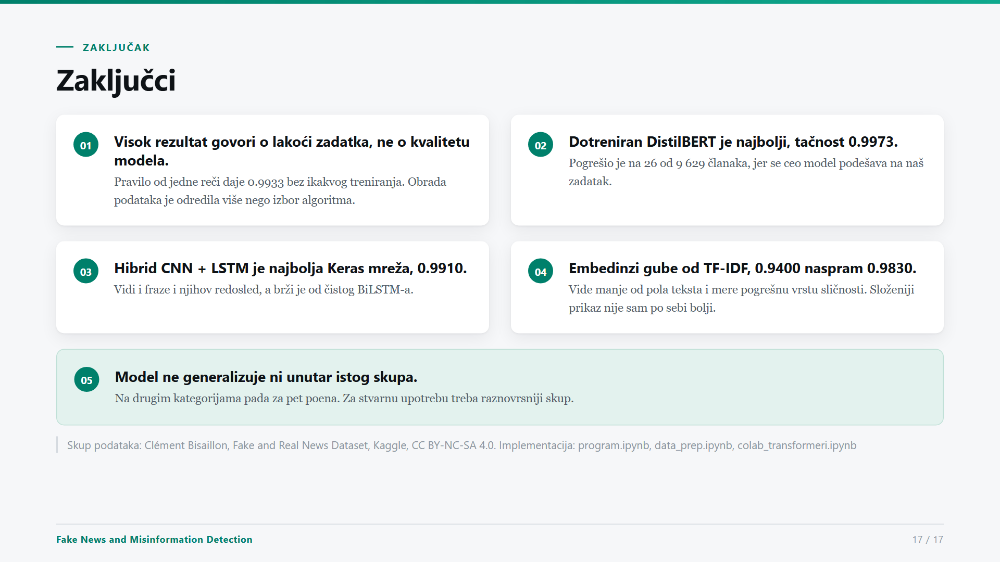 ZAKLJUČAK
Zaključci
01
Visok rezultat govori o lakoći zadatka, ne o kvalitetu
modela.
Pravilo od jedne reči daje 0.9933 bez ikakvog treniranja. Obrada
podataka je odredila više nego izbor algoritma.
02
Dotreniran DistilBERT je najbolji, tačnost 0.9973.
Pogrešio je na 26 od 9 629 članaka, jer se ceo model podešava na naš
zadatak.
03
Hibrid CNN + LSTM je najbolja Keras mreža, 0.9910.
Vidi i fraze i njihov redosled, a brži je od čistog BiLSTM-a.
04
Embedinzi gube od TF-IDF, 0.9400 naspram 0.9830.
Vide manje od pola teksta i mere pogrešnu vrstu sličnosti. Složeniji
prikaz nije sam po sebi bolji.
05
Model ne generalizuje ni unutar istog skupa.
Na drugim kategorijama pada za pet poena. Za stvarnu upotrebu treba raznovrsniji skup.
Skup podataka: Clément Bisaillon, Fake and Real News Dataset, Kaggle, CC BY-NC-SA 4.0. Implementacija: program.ipynb, data_prep.ipynb, colab_transformeri.ipynb
Fake News and Misinformation Detection
17 / 17